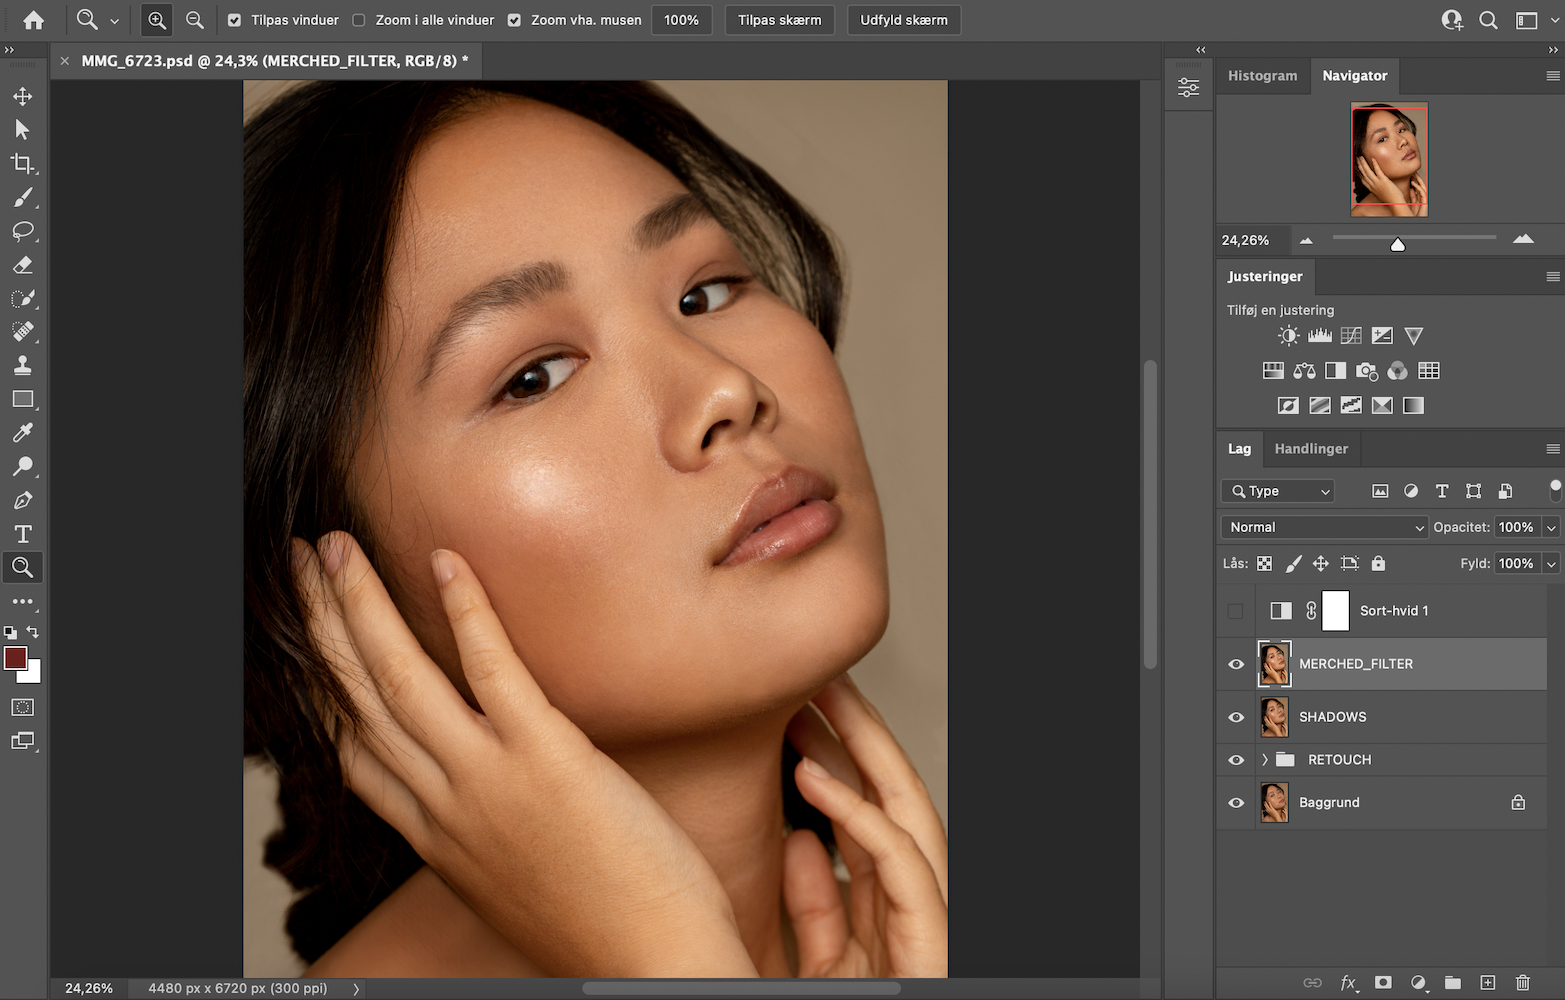 Tilpas vinduer
Zoom i alle vinduer
Zoom vha. musen
100%
Tilpas skærm
Udfyld skærm
MMG_6723.psd @ 24,3% (MERCHED_FILTER, RGB/8) *
Histogram
Navigator
24,26%
Justeringer
Tilføj en justering
Lag
Handlinger
Type
Normal
Opacitet: 100%
Lås:
Fyld: 100%
Sort-hvid 1
MERCHED_FILTER
SHADOWS
RETOUCH
Baggrund
fx
24,26%
4480 px x 6720 px (300 ppi)